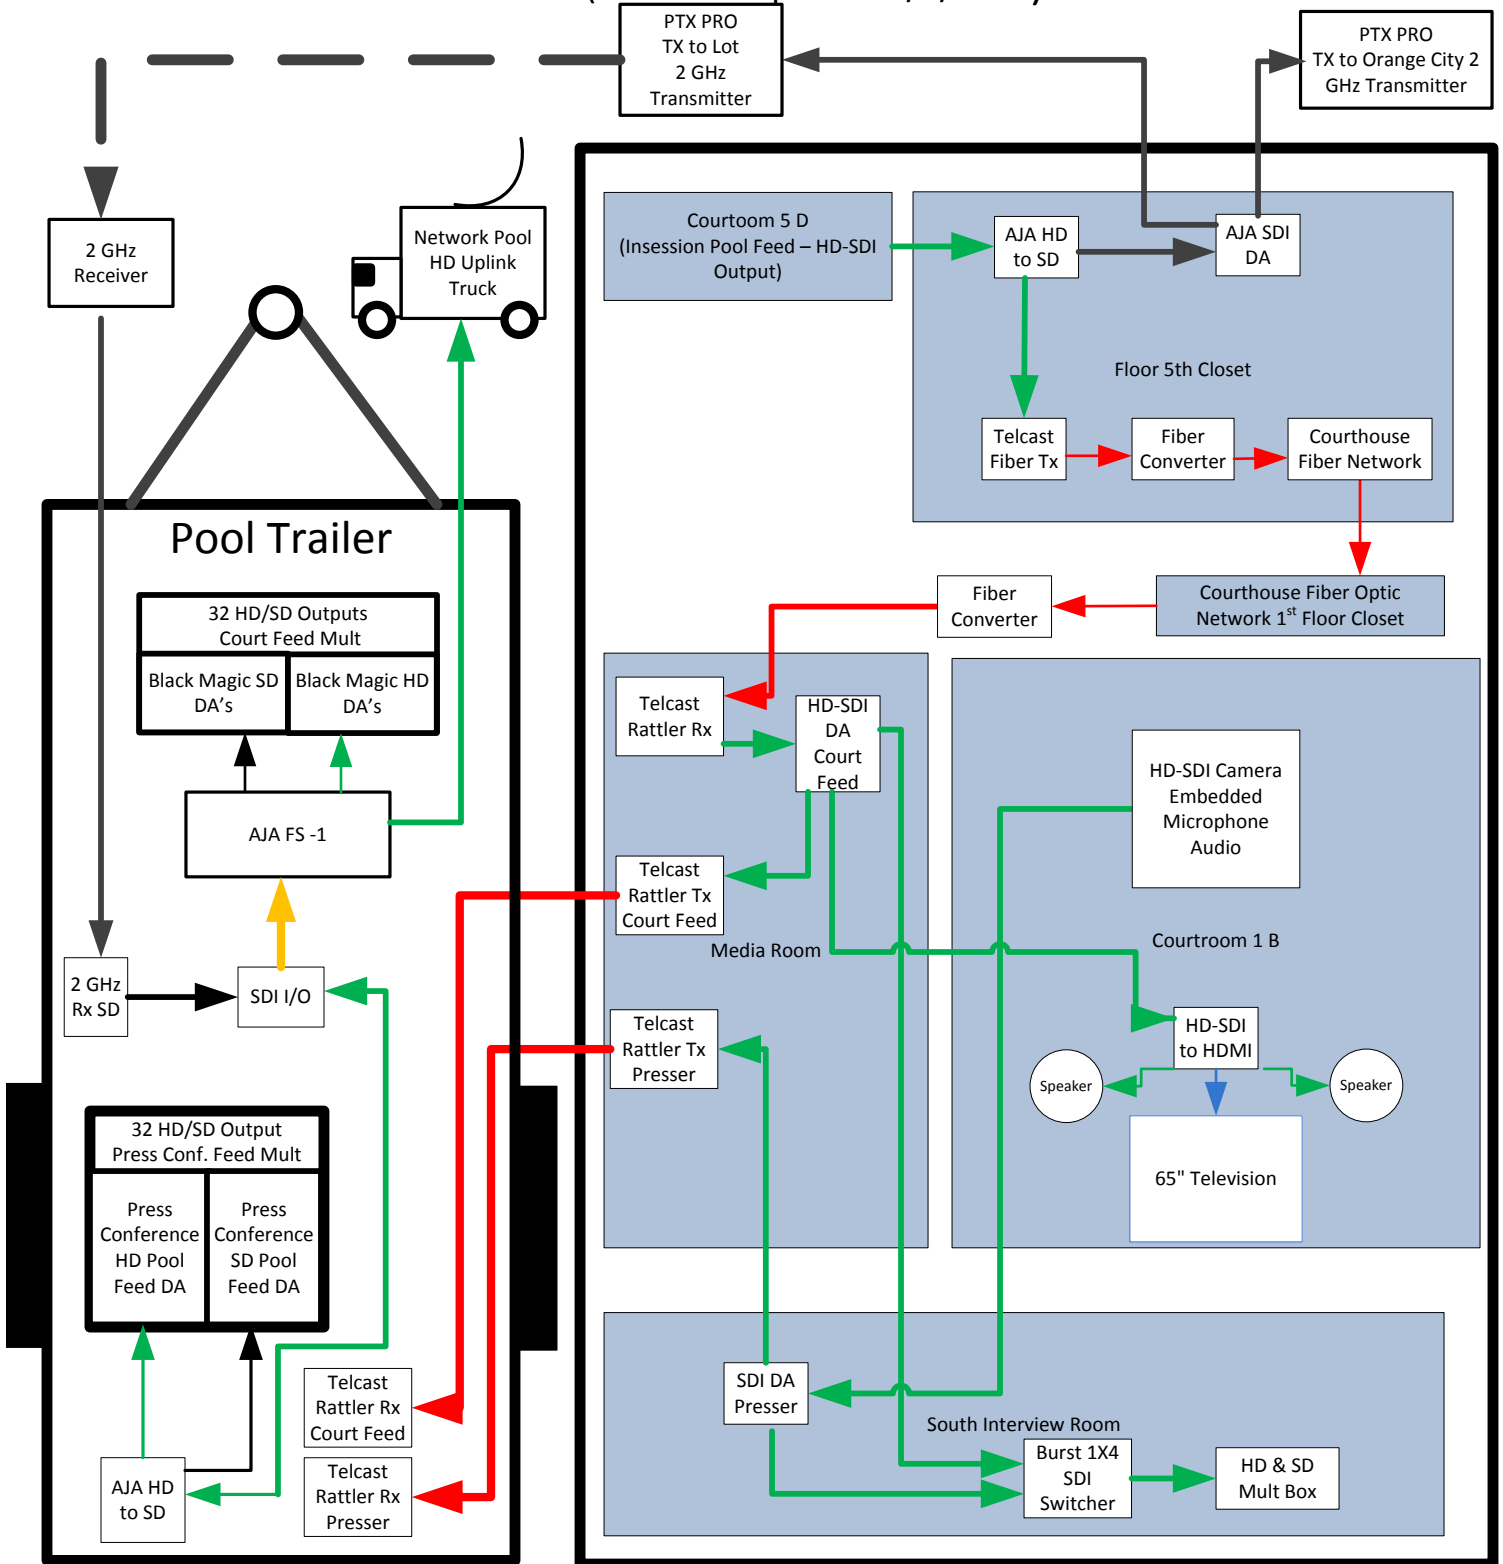 PTX PRO
TX to Lot
2 GHz
Transmitter
PTX PRO
TX to Orange City 2
GHz Transmitter
2 GHz
Receiver
Network Pool
HD Uplink
Truck
Courtoom 5 D
(Insession Pool Feed – HD-SDI
Output)
AJA HD
to SD
AJA SDI
DA
Floor 5th Closet
Telcast
Fiber Tx
Fiber
Converter
Courthouse
Fiber Network
Pool Trailer
32 HD/SD Outputs
Court Feed Mult
Black Magic SD
DA's
Black Magic HD
DA's
AJA FS -1
2 GHz
Rx SD
SDI I/O
32 HD/SD Output
Press Conf. Feed Mult
Press
Conference
HD Pool
Feed DA
Press
Conference
SD Pool
Feed DA
AJA HD
to SD
Telcast
Rattler Rx
Court Feed
Telcast
Rattler Rx
Presser
Fiber
Converter
Courthouse Fiber Optic
Network 1st Floor Closet
Telcast
Rattler Rx
HD-SDI
DA
Court
Feed
Telcast
Rattler Tx
Court Feed
Media Room
Telcast
Rattler Tx
Presser
HD-SDI Camera
Embedded
Microphone
Audio
Courtroom 1 B
HD-SDI
to HDMI
Speaker
Speaker
65" Television
SDI DA
Presser
South Interview Room
Burst 1X4
SDI
Switcher
HD & SD
Mult Box